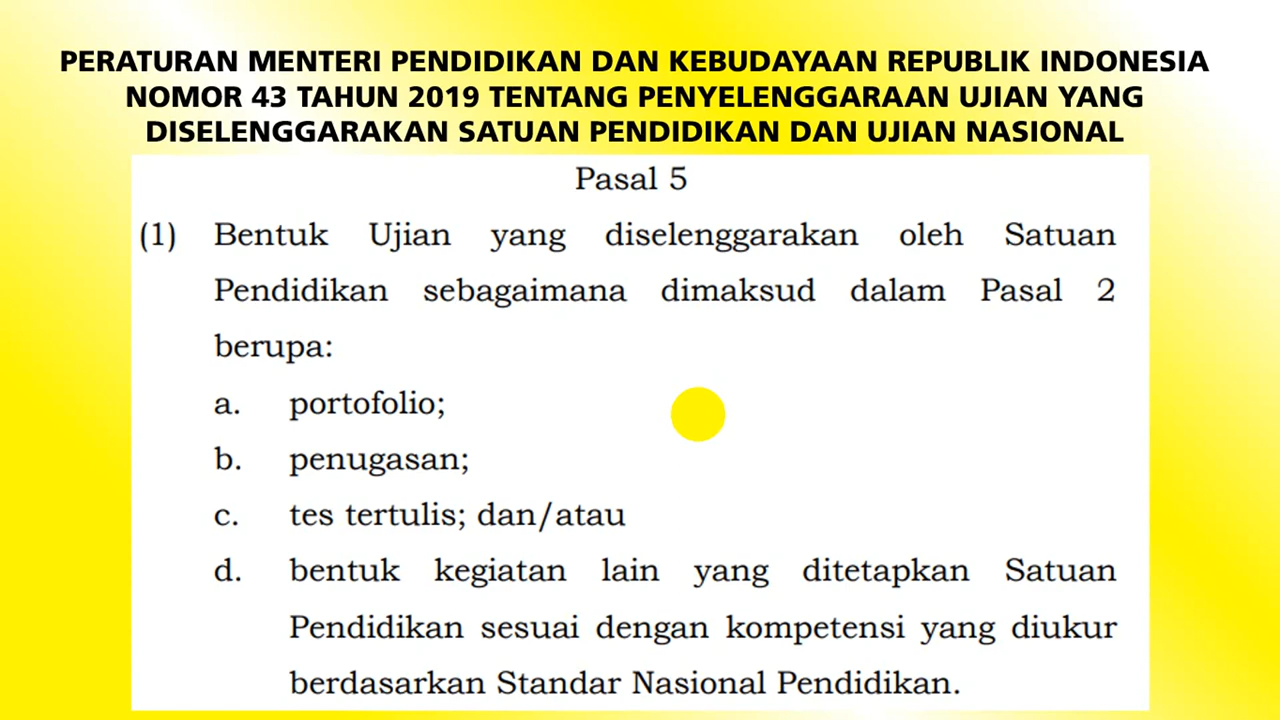 PERATURAN MENTERI PENDIDIKAN DAN KEBUDAYAAN REPUBLIK INDONESIA
NOMOR 43 TAHUN 2019 TENTANG PENYELENGGARAAN UJIAN YANG
DISELENGGARAKAN SATUAN PENDIDIKAN DAN UJIAN NASIONAL
Pasal 5
(1) Bentuk Ujian yang diselenggarakan oleh Satuan
Pendidikan sebagaimana dimaksud dalam Pasal 2
berupa:
a. portofolio;
b. penugasan;
c. tes tertulis; dan/atau
d. bentuk kegiatan lain yang ditetapkan Satuan
Pendidikan sesuai dengan kompetensi yang diukur
berdasarkan Standar Nasional Pendidikan.